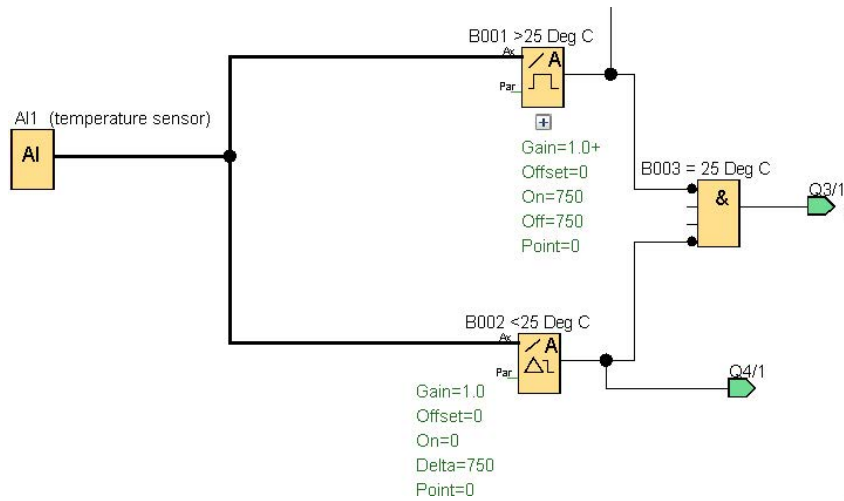 B001 >25 Deg C
Ax
A
Par
AI1 (temperature sensor)
AI
Gain=1.0+
Offset=0
On=750
Off=750
Point=0
B003 = 25 Deg C
&
Q3/1
B002 <25 Deg C
Ax
A
Par
Q4/1
Gain=1.0
Offset=0
On=0
Delta=750
Point=0